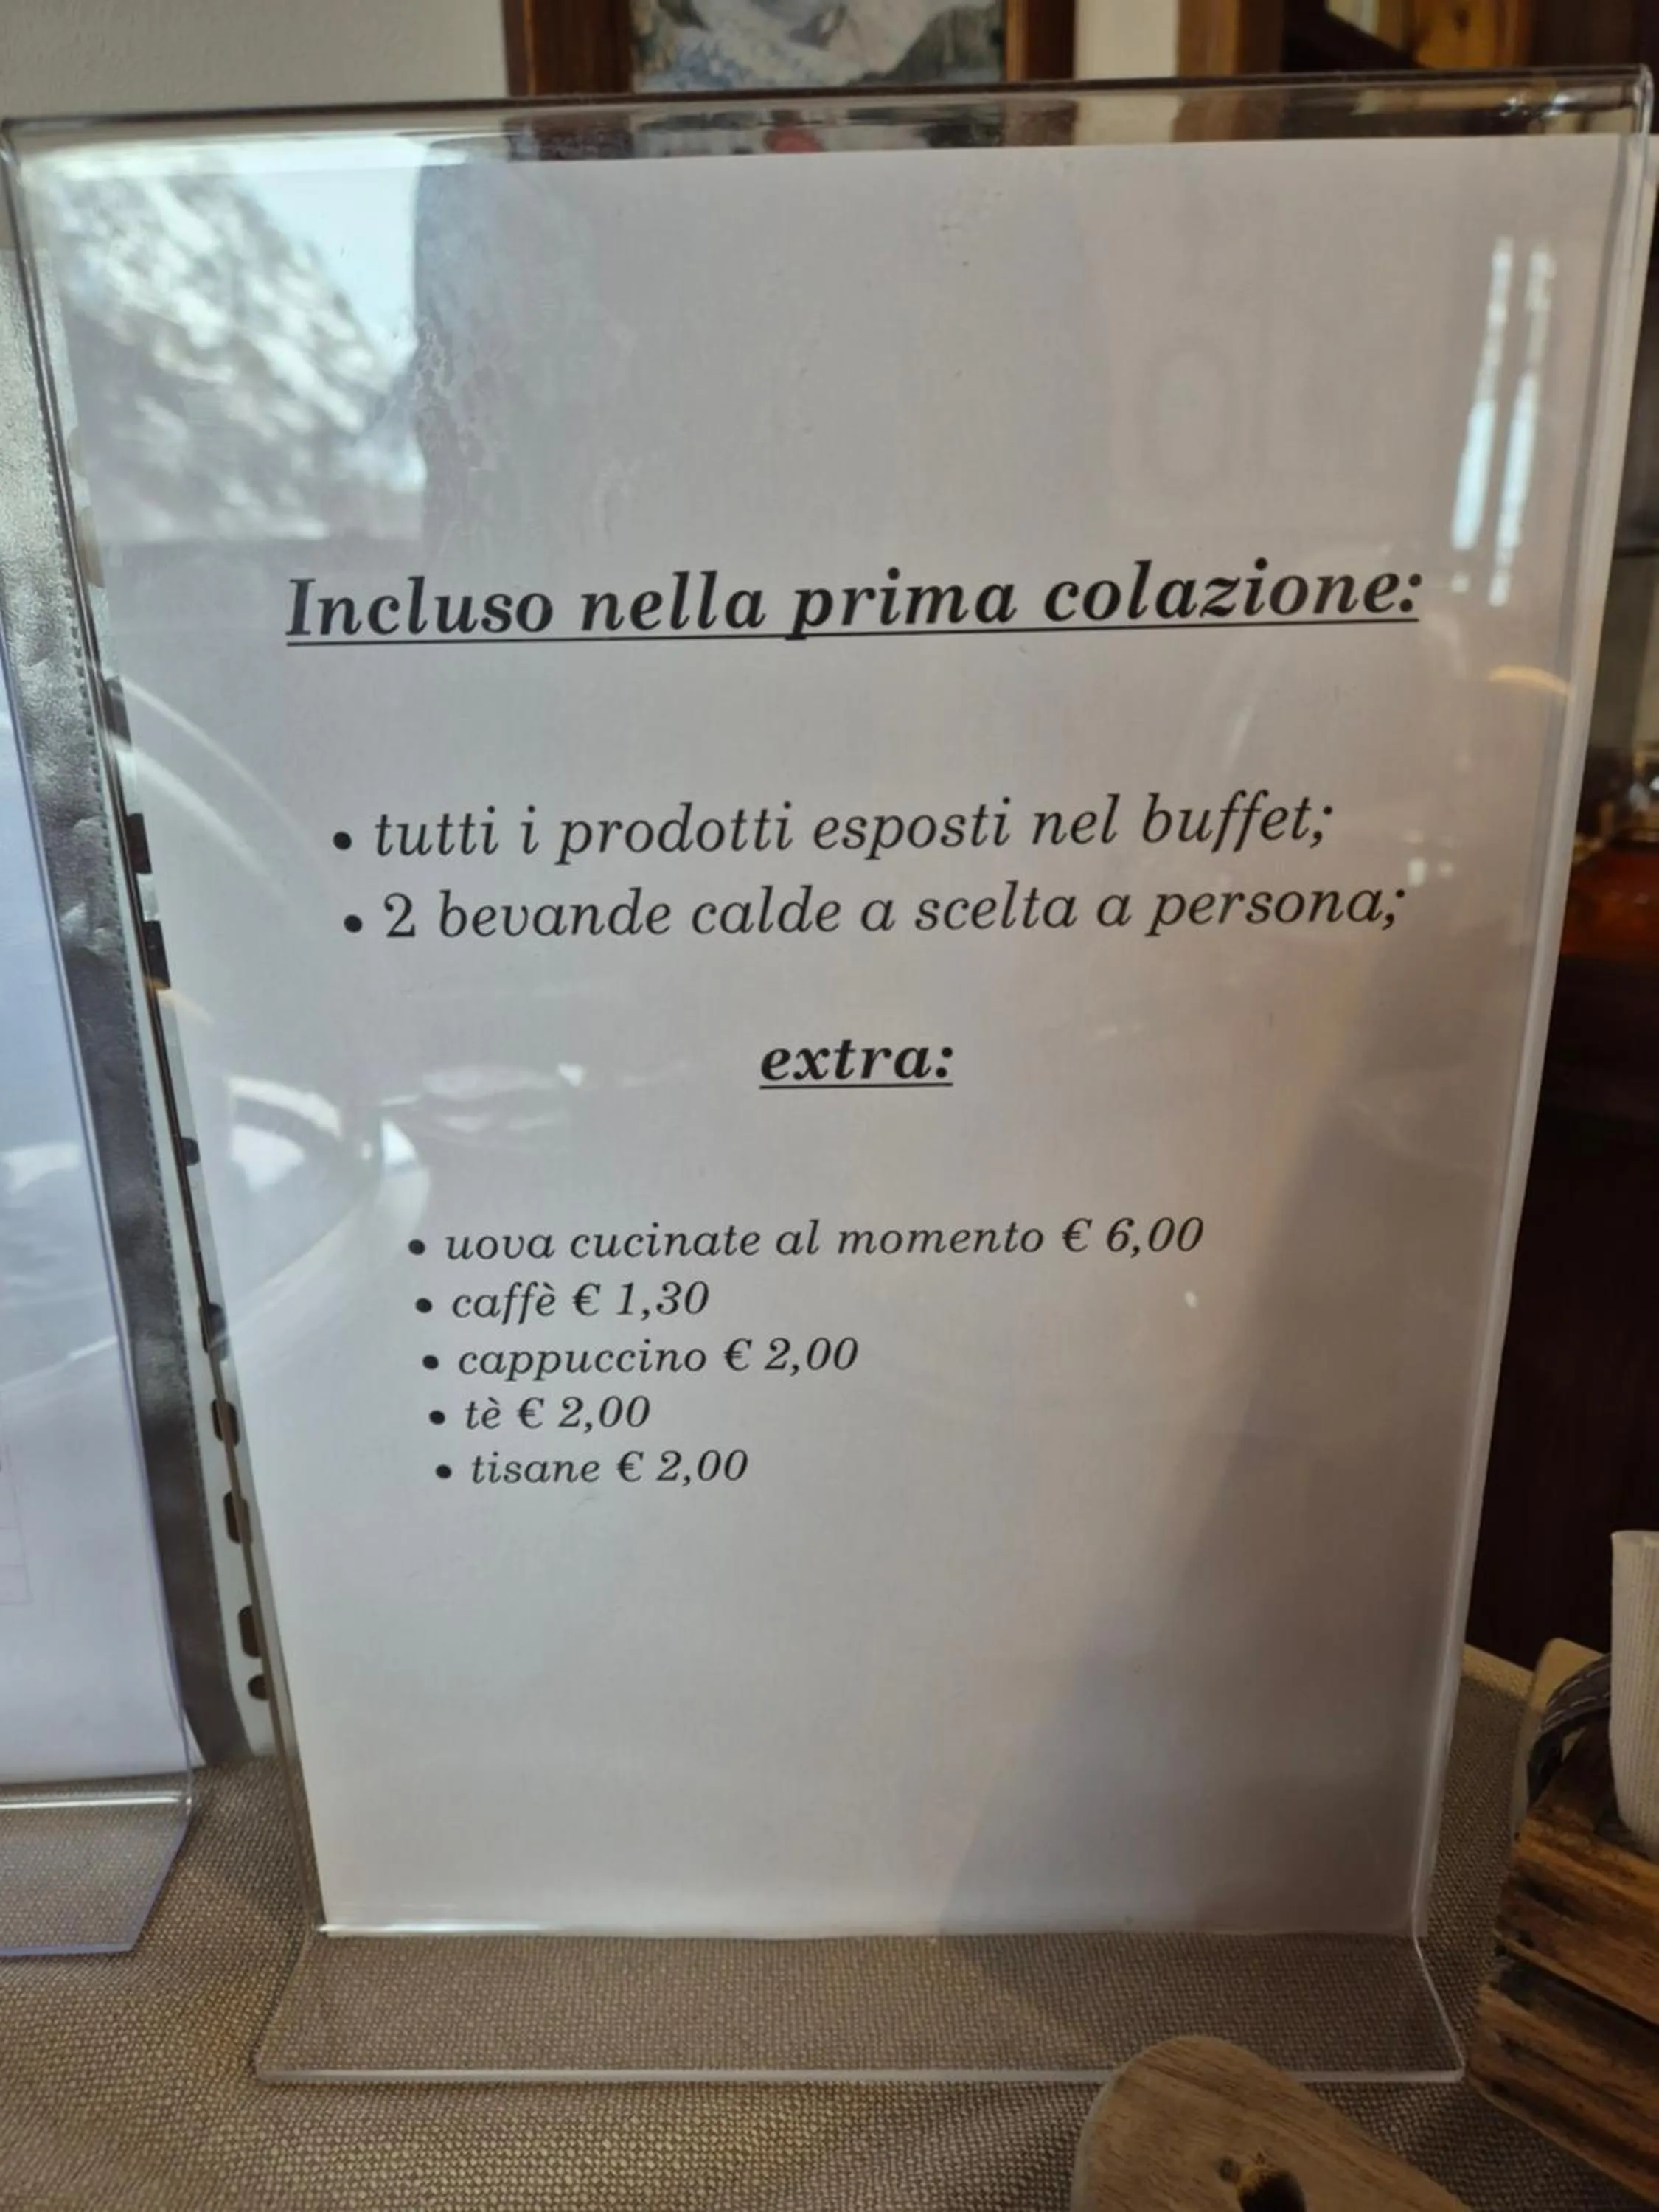 Incluso nella prima colazione:
• tutti i prodotti esposti nel buffet;
• 2 bevande calde a scelta a persona;
extra:
• uova cucinate al momento € 6,00
• caffè € 1,30
• cappuccino € 2,00
• tè € 2,00
• tisane € 2,00